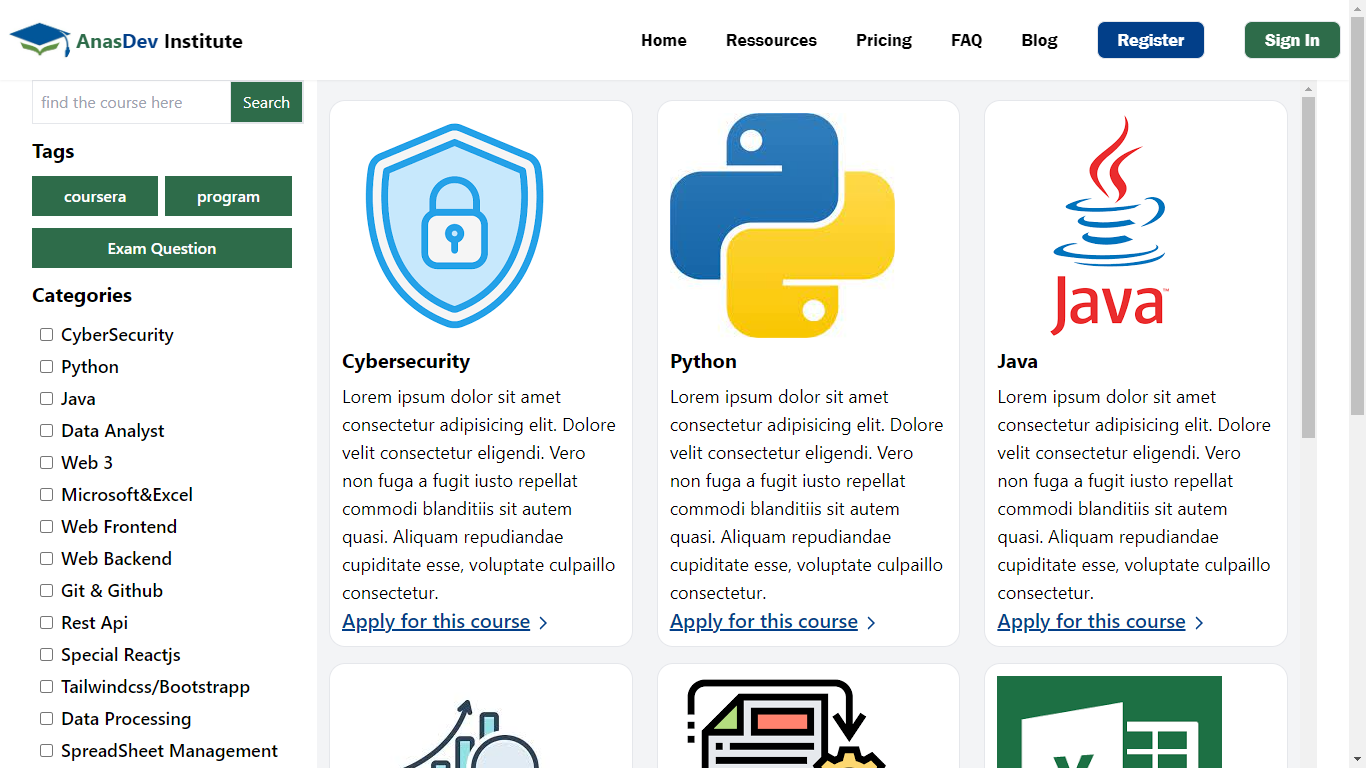 AnasDev Institute
Home
Ressources
Pricing
FAQ
Blog
Register
Sign In
find the course here
Search
Tags
coursera
program
Exam Question
Categories
CyberSecurity
Python
Java
Data Analyst
Web 3
Microsoft&Excel
Web Frontend
Web Backend
Git & Github
Rest Api
Special Reactjs
Tailwindcss/Bootstrapp
Data Processing
SpreadSheet Management
Cybersecurity
Lorem ipsum dolor sit amet
consectetur adipisicing elit. Dolore
velit consectetur eligendi. Vero
non fuga a fugit iusto repellat
commodi blanditiis sit autem
quasi. Aliquam repudiandae
cupiditate esse, voluptate culpaillo
consectetur.
Apply for this course
Python
Lorem ipsum dolor sit amet
consectetur adipisicing elit. Dolore
velit consectetur eligendi. Vero
non fuga a fugit iusto repellat
commodi blanditiis sit autem
quasi. Aliquam repudiandae
cupiditate esse, voluptate culpaillo
consectetur.
Apply for this course
Java™
Java
Lorem ipsum dolor sit amet
consectetur adipisicing elit. Dolore
velit consectetur eligendi. Vero
non fuga a fugit iusto repellat
commodi blanditiis sit autem
quasi. Aliquam repudiandae
cupiditate esse, voluptate culpaillo
consectetur.
Apply for this course